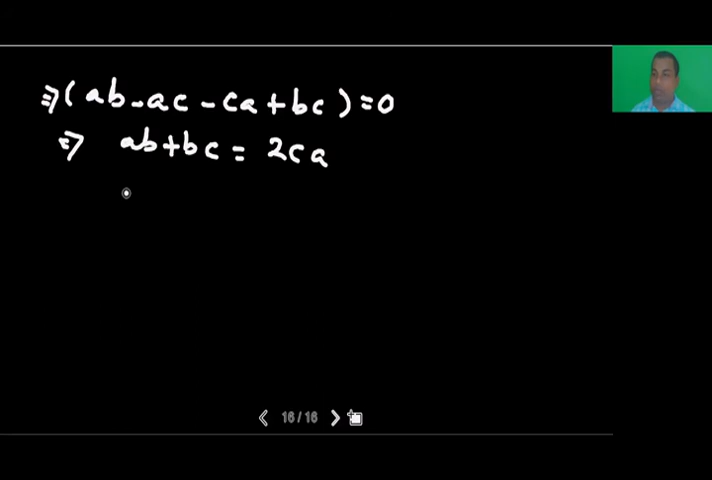 ⇒(ab-ac-ca+bc)=0
⇒ ab+bc = 2ca
16/16